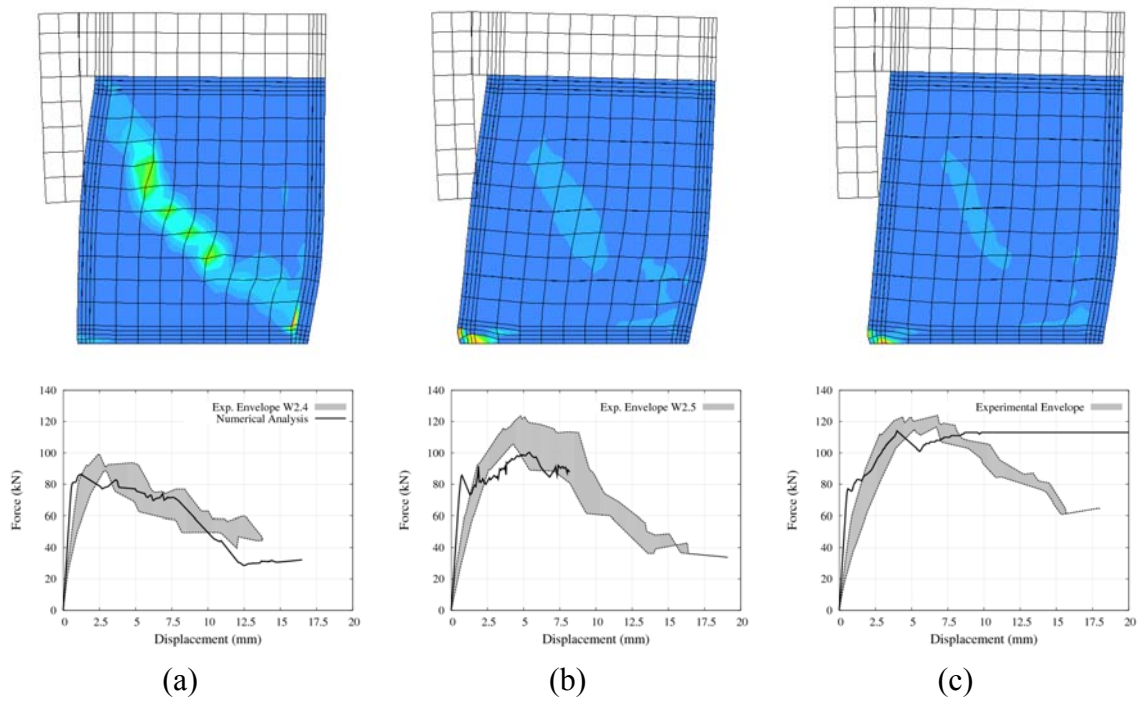 140
120
100
80
60
40
20
0
Force (kN)
Exp. Envelope W2.4
Numerical Analysis
0 2.5 5 7.5 10 12.5 15 17.5 20
Displacement (mm)
(a)
140
120
100
80
60
40
20
0
Force (kN)
Exp. Envelope W2.5
0 2.5 5 7.5 10 12.5 15 17.5 20
Displacement (mm)
(b)
140
120
100
80
60
40
20
0
Force (kN)
Experimental Envelope
0 2.5 5 7.5 10 12.5 15 17.5 20
Displacement (mm)
(c)